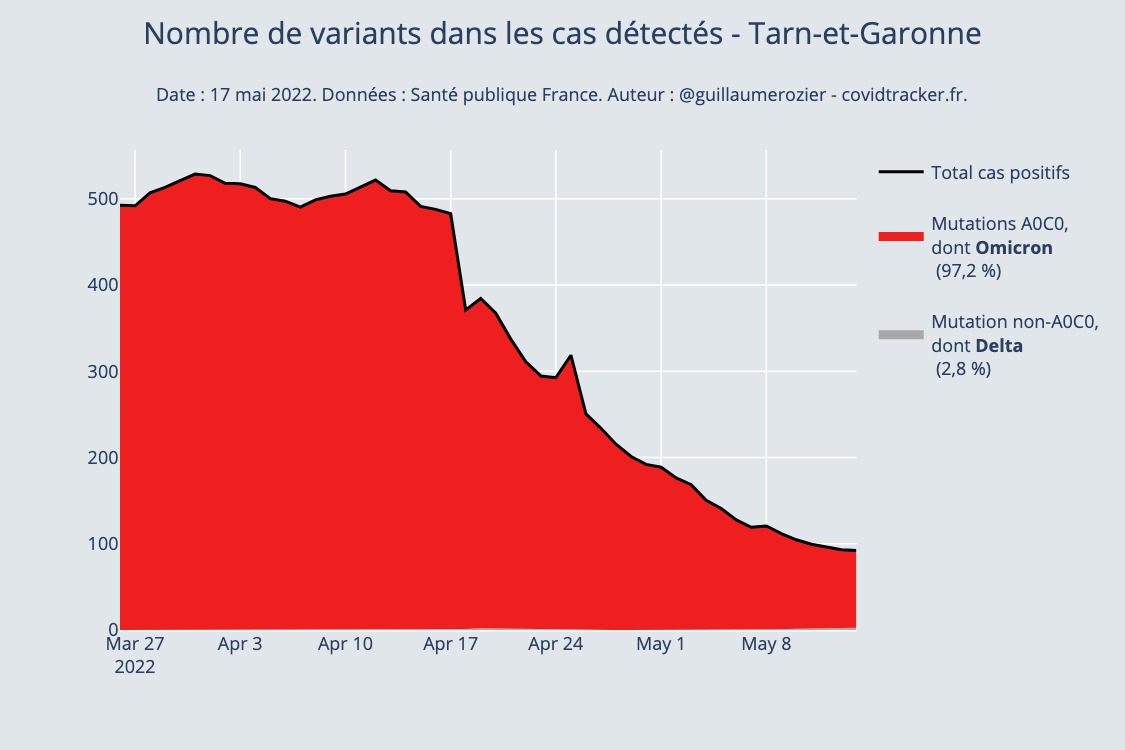 Nombre de variants dans les cas détectés - Tarn-et-Garonne
Date : 17 mai 2022. Données : Santé publique France. Auteur : @guillaumerozier - covidtracker.fr.
Total cas positifs
Mutations A0C0,
dont Omicron
(97,2 %)
Mutation non-A0C0,
dont Delta
(2,8 %)
500
400
300
200
100
0
Mar 27 Apr 3 Apr 10 Apr 17 Apr 24 May 1 May 8
2022